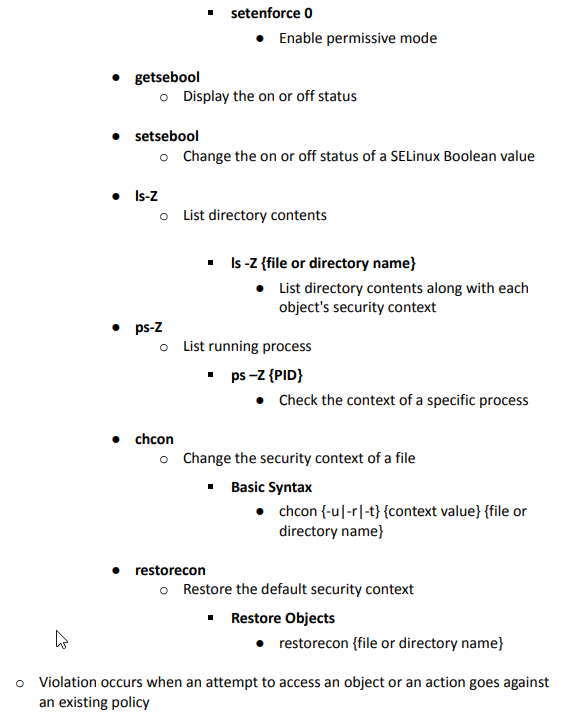 ▪ setenforce 0
● Enable permissive mode
● getsebool
○ Display the on or off status
● setsebool
○ Change the on or off status of a SELinux Boolean value
● ls-Z
○ List directory contents
▪ ls -Z {file or directory name}
● List directory contents along with each
object's security context
● ps-Z
○ List running process
▪ ps –Z {PID}
● Check the context of a specific process
● chcon
○ Change the security context of a file
▪ Basic Syntax
● chcon {-u|-r|-t} {context value} {file or
directory name}
● restorecon
○ Restore the default security context
▪ Restore Objects
● restorecon {file or directory name}
○ Violation occurs when an attempt to access an object or an action goes against
an existing policy